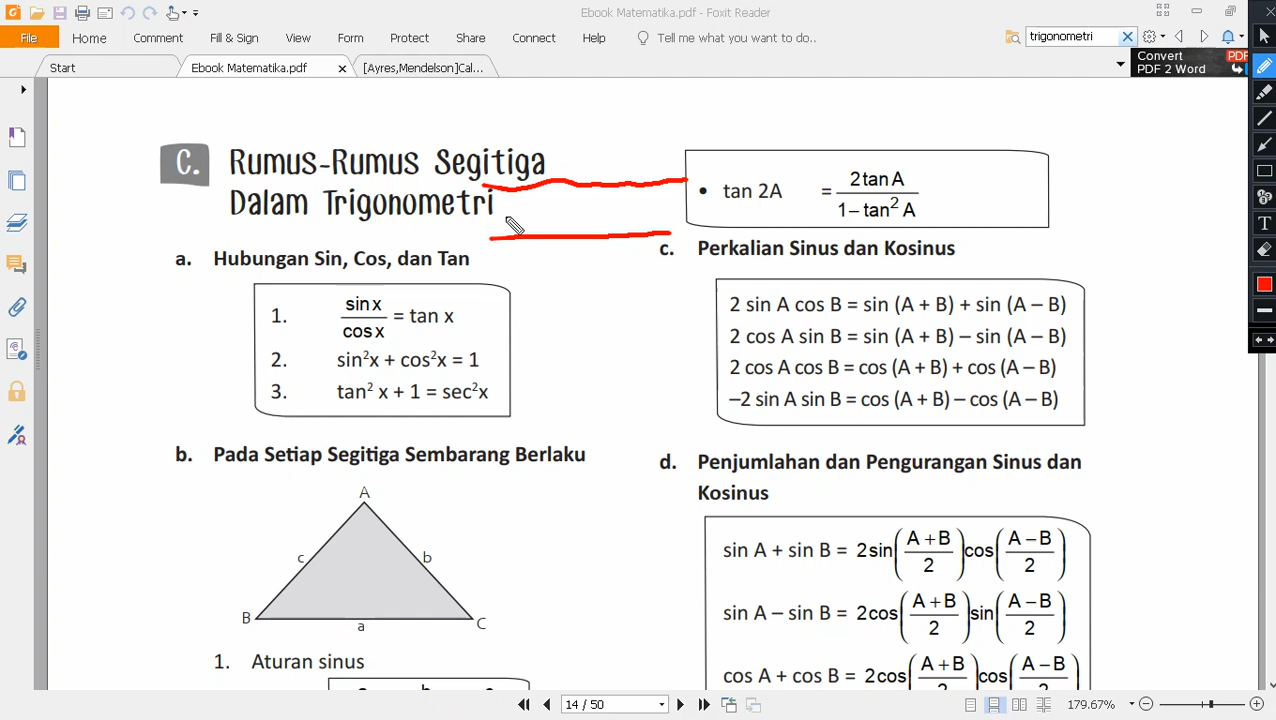 Ebook Matematika.pdf - Foxit Reader
File Home Comment Fill & Sign View Form Protect Share Connect Help Tell me what you want to do.. trigonometri
Start Ebook Matematika.pdf [Ayres,Mendelson]Cal... Convert PDF 2 Word PDF
C. Rumus-Rumus Segitiga
Dalam Trigonometri
a. Hubungan Sin, Cos, dan Tan
1. sin x / cos x = tan x
2. sin²x + cos²x = 1
3. tan² x + 1 = sec²x
b. Pada Setiap Segitiga Sembarang Berlaku
A
c b
B C
a
1. Aturan sinus
• tan 2A = 2 tan A / 1 – tan² A
c. Perkalian Sinus dan Kosinus
2 sin A cos B = sin (A + B) + sin (A – B)
2 cos A sin B = sin (A + B) – sin (A – B)
2 cos A cos B = cos (A + B) + cos (A – B)
–2 sin A sin B = cos (A + B) – cos (A – B)
d. Penjumlahan dan Pengurangan Sinus dan
Kosinus
sin A + sin B = 2sin(A + B / 2)cos(A – B / 2)
sin A – sin B = 2cos(A + B / 2)sin(A – B / 2)
cos A + cos B = 2cos(A + B / 2)cos(A – B / 2)
14 / 50 179.67%